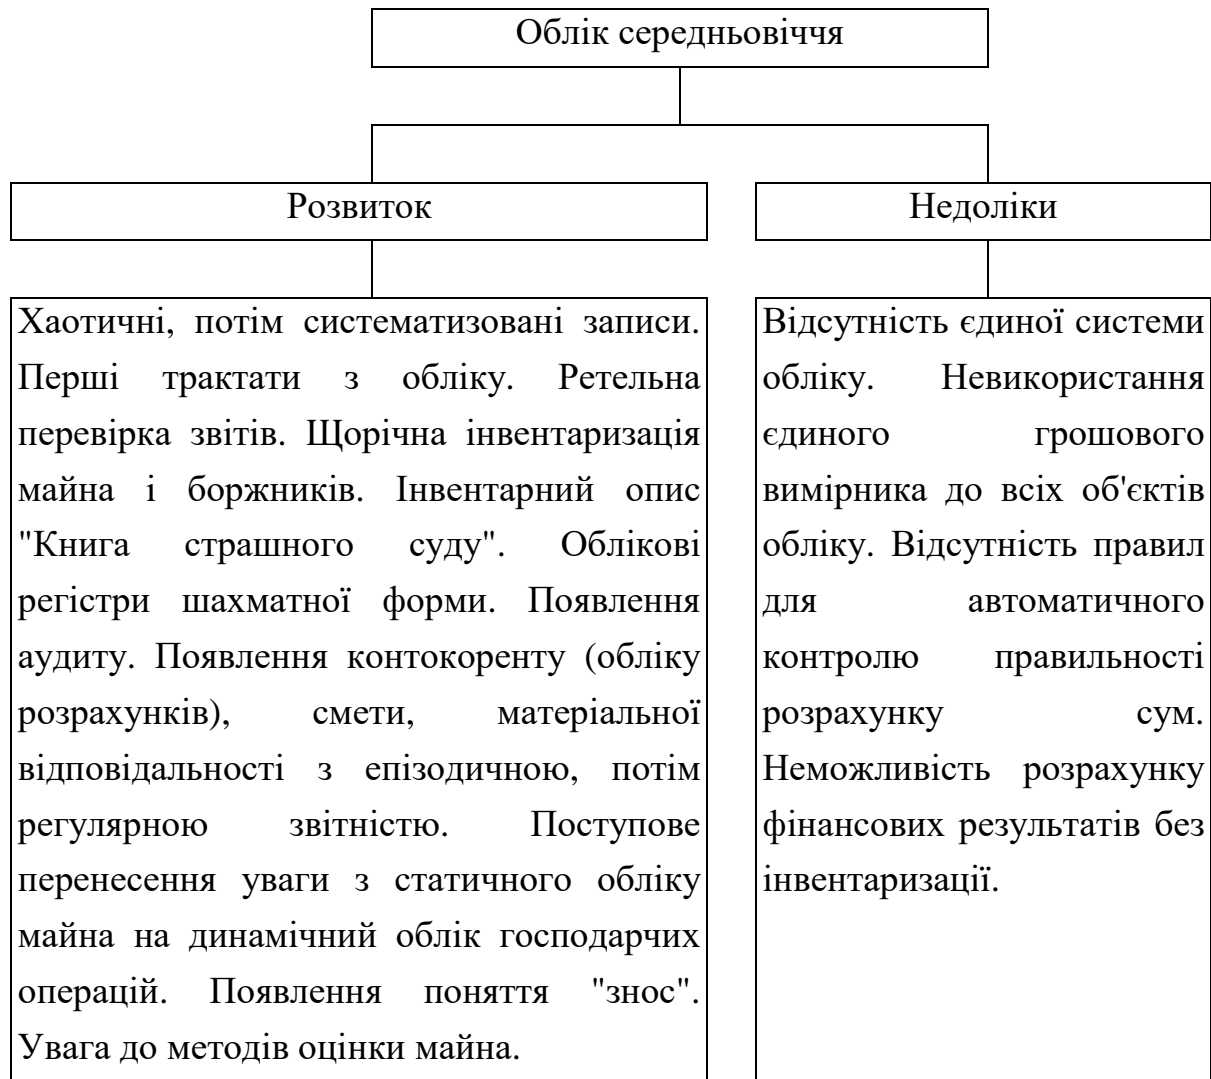 Облік середньовіччя
Розвиток
Недоліки
Хаотичні, потім систематизовані записи.
Перші трактати з обліку. Ретельна
перевірка звітів. Щорічна інвентаризація
майна і боржників. Інвентарний опис
"Книга страшного суду". Облікові
регістри шахматної форми. Появлення
аудиту. Появлення контокоренту (обліку
розрахунків), смети, матеріальної
відповідальності з епізодичною, потім
регулярною звітністю. Поступове
перенесення уваги з статичного обліку
майна на динамічний облік господарчих
операцій. Появлення поняття "знос".
Увага до методів оцінки майна.
Відсутність єдиної системи
обліку. Невикористання
єдиного грошового
вимірника до всіх об'єктів
обліку. Відсутність правил
для автоматичного
контролю правильності
розрахунку сум.
Неможливість розрахунку
фінансових результатів без
інвентаризації.